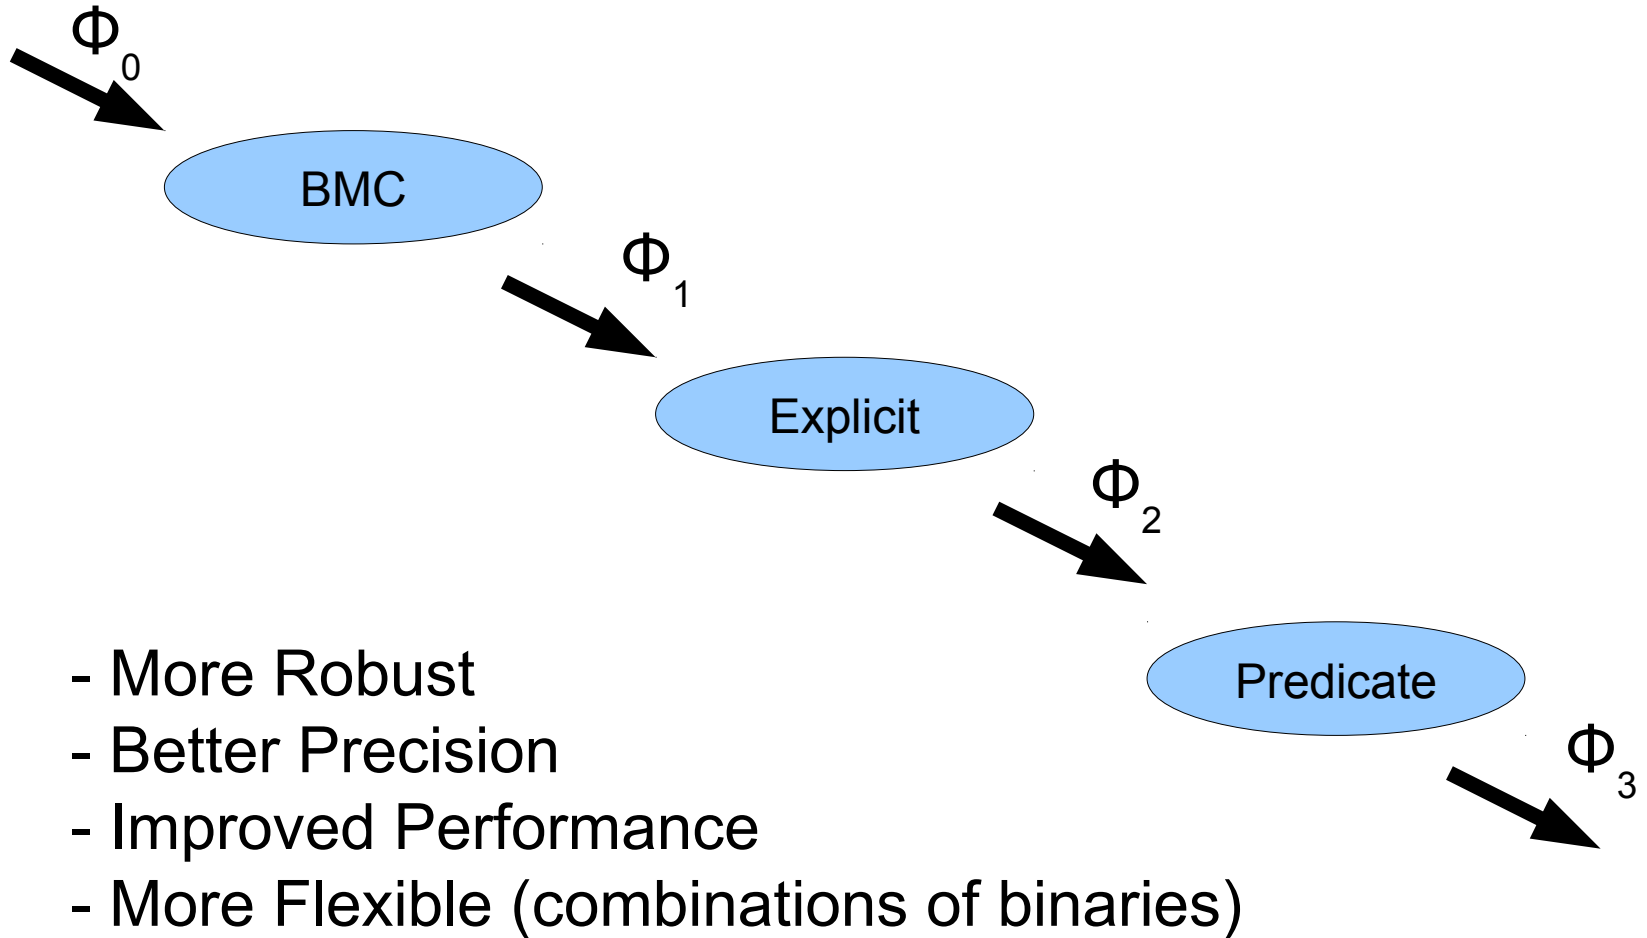 Φ₀
BMC
Φ₁
Explicit
Φ₂
Predicate
Φ₃
- More Robust
- Better Precision
- Improved Performance
- More Flexible (combinations of binaries)